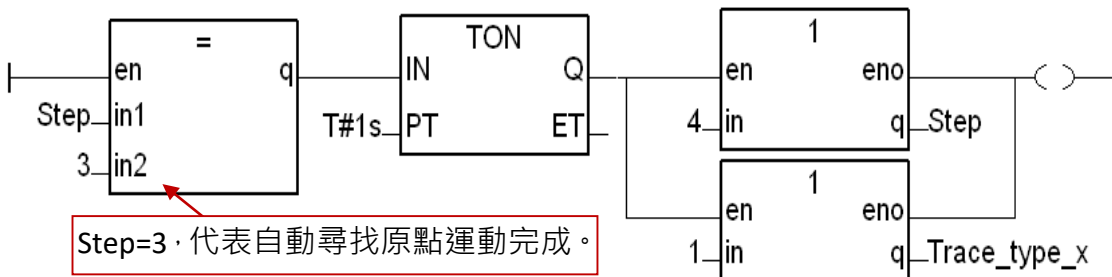 = TON 1
en q IN Q en eno
Step in1 T#1s PT ET 4 in q Step
3 in2 1
Step=3，代表自動尋找原點運動完成。
en eno
1 in q Trace_type_x